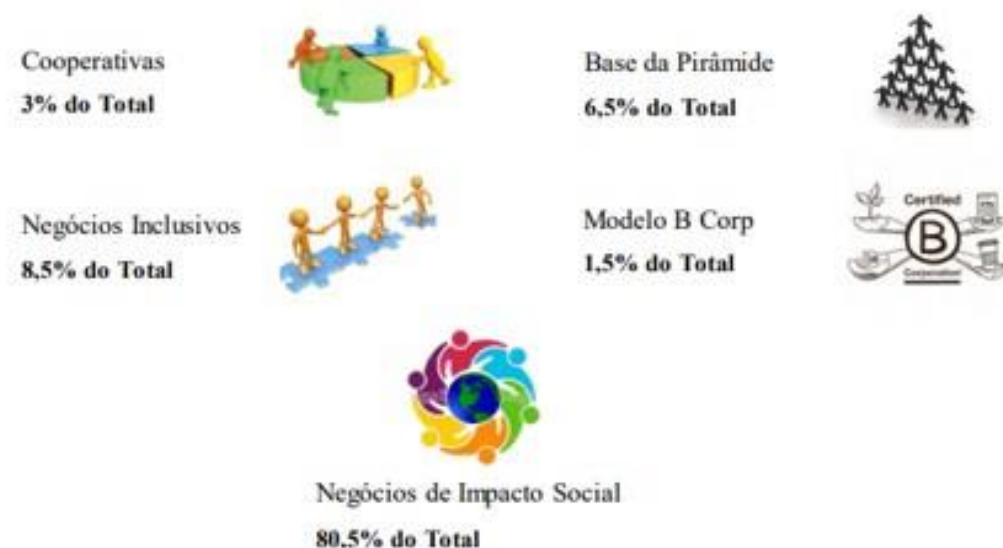 Cooperativas
3% do Total
Base da Pirâmide
6,5% do Total
Negócios Inclusivos
8,5% do Total
Modelo B Corp
1,5% do Total
Certified
B
Corporation
Negócios de Impacto Social
80,5% do Total